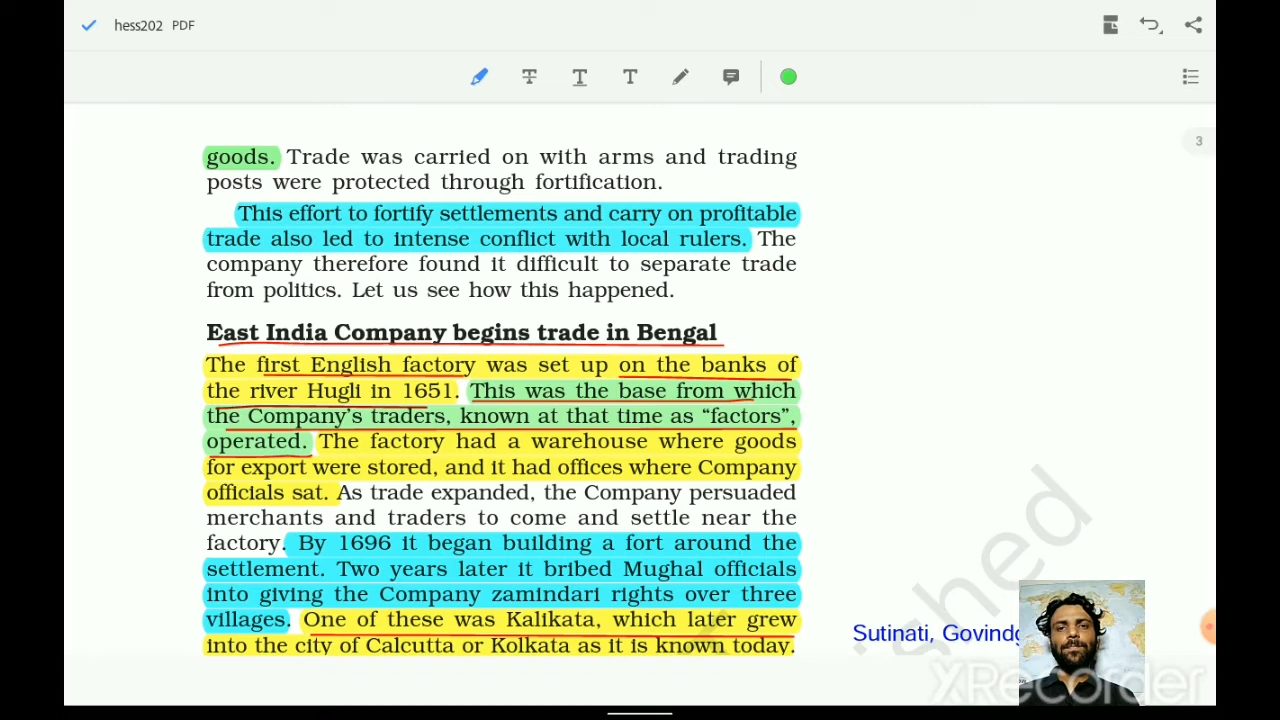 hess202 PDF
3
goods. Trade was carried on with arms and trading
posts were protected through fortification.
This effort to fortify settlements and carry on profitable
trade also led to intense conflict with local rulers. The
company therefore found it difficult to separate trade
from politics. Let us see how this happened.
East India Company begins trade in Bengal
The first English factory was set up on the banks of
the river Hugli in 1651. This was the base from which
the Company's traders, known at that time as “factors”,
operated. The factory had a warehouse where goods
for export were stored, and it had offices where Company
officials sat. As trade expanded, the Company persuaded
merchants and traders to come and settle near the
factory. By 1696 it began building a fort around the
settlement. Two years later it bribed Mughal officials
into giving the Company zamindari rights over three
villages. One of these was Kalikata, which later grew
into the city of Calcutta or Kolkata as it is known today.
Sutinati,
shed
XRecorder